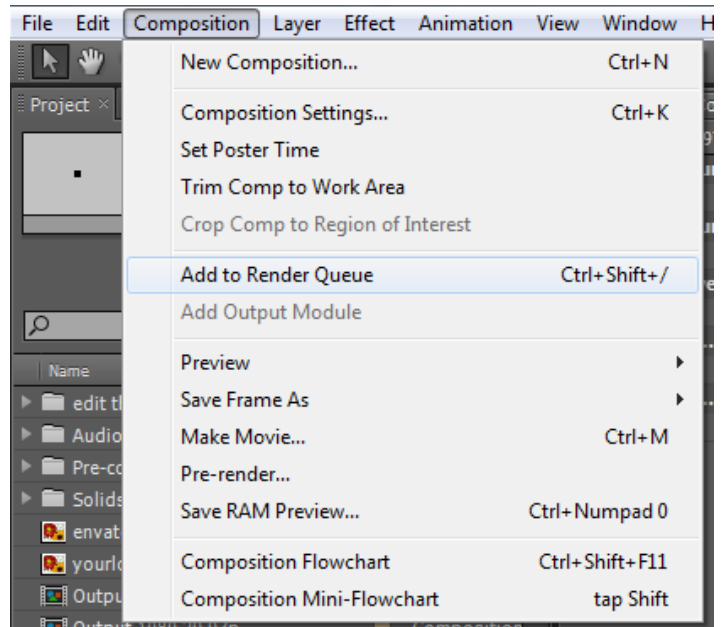 File Edit Composition Layer Effect Animation View Window H
New Composition... Ctrl+N
Project ×
Composition Settings... Ctrl+K
Set Poster Time
Trim Comp to Work Area
Crop Comp to Region of Interest
Add to Render Queue Ctrl+Shift+/
Add Output Module
Preview
Name
Save Frame As
edit tl
Make Movie... Ctrl+M
Audio
Pre-render...
Pre-co
Save RAM Preview... Ctrl+Numpad 0
Solids
envat
Composition Flowchart Ctrl+Shift+F11
yourlo
Composition Mini-Flowchart tap Shift
Outpu